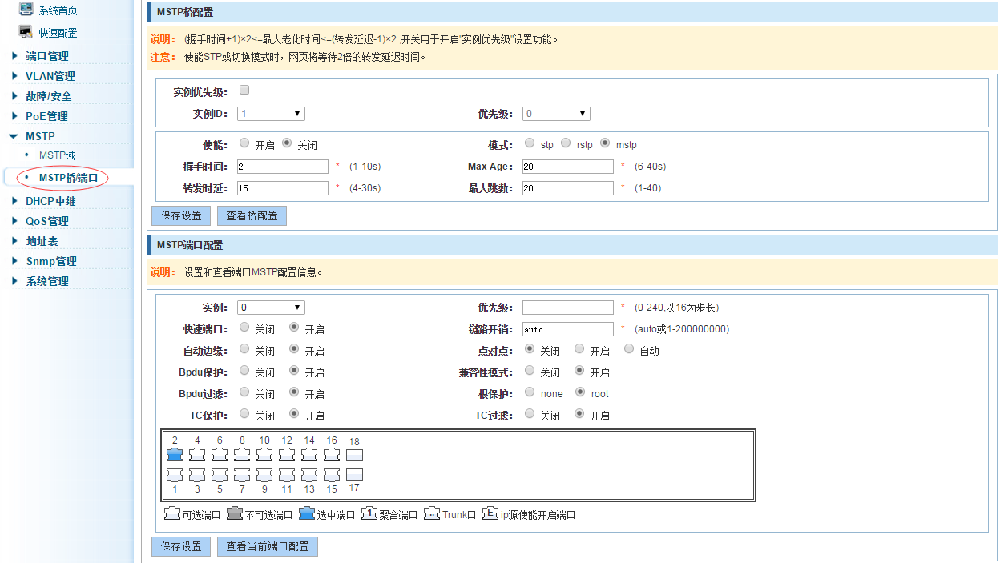 系统首页
快速配置
端口管理
VLAN管理
故障/安全
PoE管理
MSTP
MSTP域
MSTP桥/端口
DHCP中继
QoS管理
地址表
Snmp管理
系统管理
MSTP桥配置
说明： (握手时间+1)×2<=最大老化时间<=(转发延迟-1)×2 ,开关用于开启"实例优先级"设置功能。
注意： 使能STP或切换模式时，网页将等待2倍的转发延迟时间。
实例优先级：
实例ID： 1 优先级： 0
使能： 开启 关闭 模式： stp rstp mstp
握手时间： 2 * (1-10s) Max Age： 20 * (6-40s)
转发时延： 15 * (4-30s) 最大跳数： 20 * (1-40)
保存设置 查看桥配置
MSTP端口配置
说明： 设置和查看端口MSTP配置信息。
实例： 0 优先级： * (0-240,以16为步长)
快速端口： 关闭 开启 链路开销： auto * (auto或1-200000000)
自动边缘： 关闭 开启 点对点： 关闭 开启 自动
Bpdu保护： 关闭 开启 兼容性模式： 关闭 开启
Bpdu过滤： 关闭 开启 根保护： none root
TC保护： 关闭 开启 TC过滤： 关闭 开启
2 4 6 8 10 12 14 16 18
1 3 5 7 9 11 13 15 17
可选端口 不可选端口 选中端口 1 聚合端口 .. Trunk口 E ip源使能开启端口
保存设置 查看当前端口配置